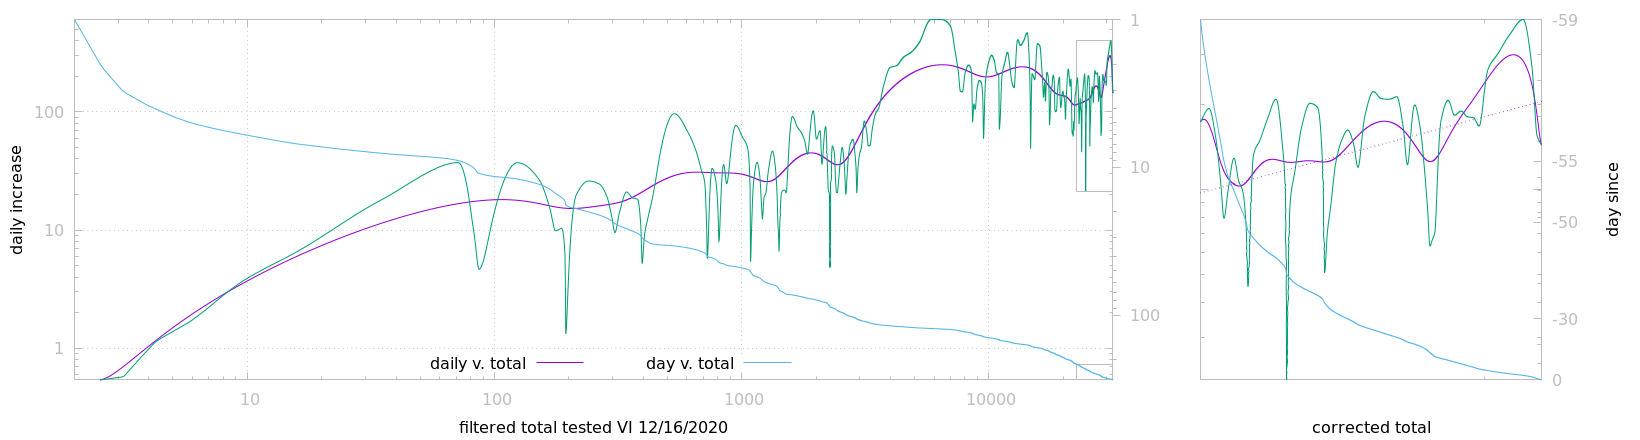 1
-59
100
daily increase
10
-55
10
-50
day since
100
-30
1
daily v. total
day v. total
0
10
100
1000
10000
filtered total tested VI 12/16/2020
corrected total